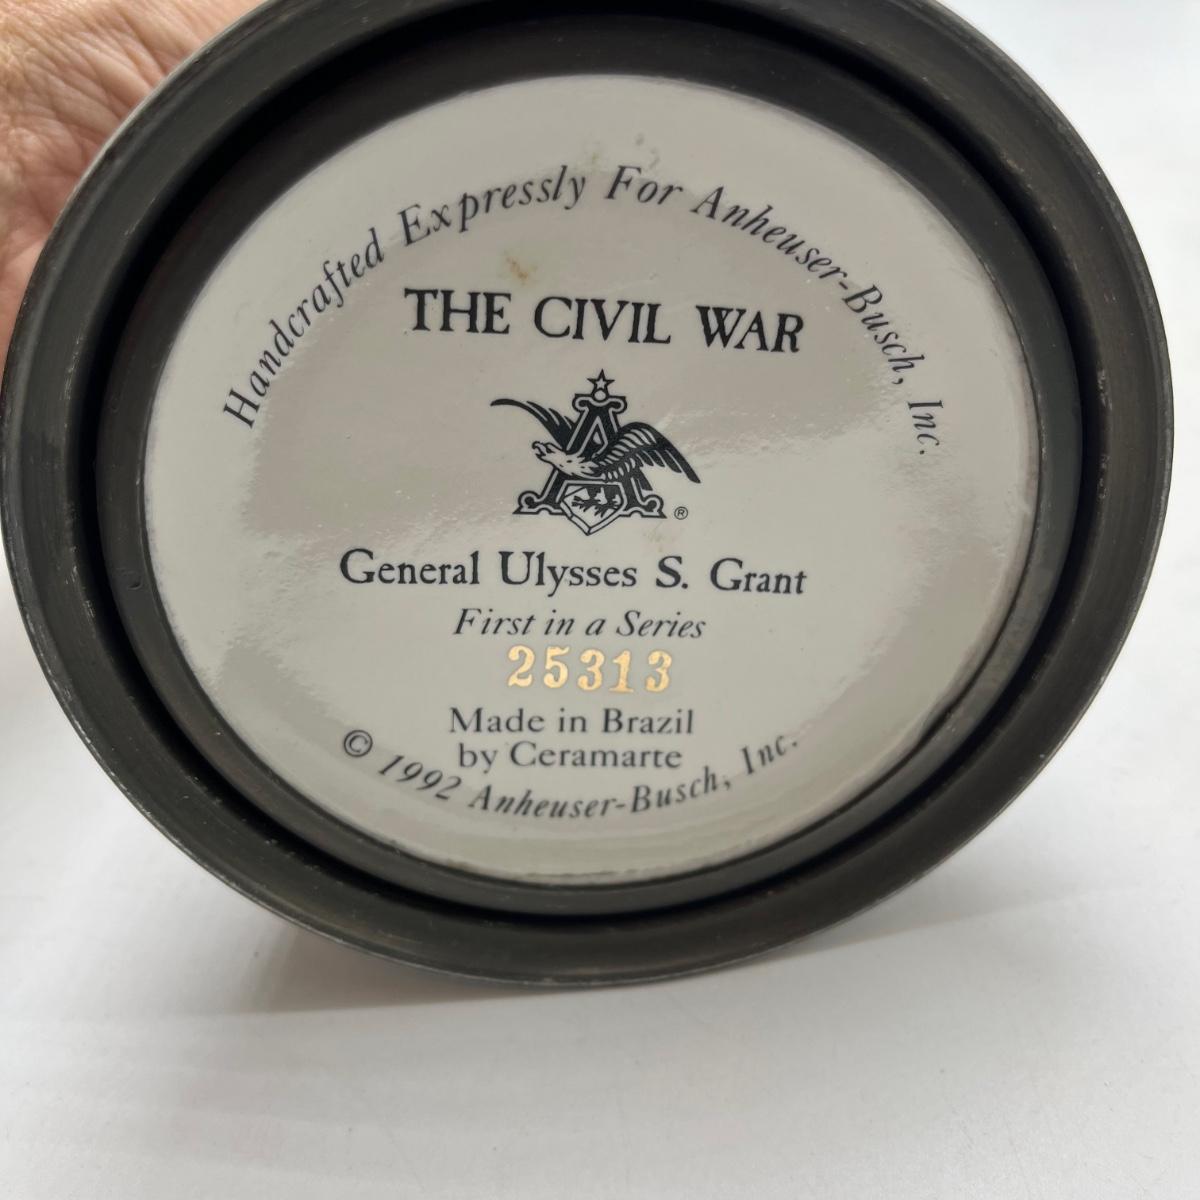 Handcrafted Expressly For Anheuser-Busch, Inc.
THE CIVIL WAR
A
®
General Ulysses S. Grant
First in a Series
25313
Made in Brazil
by Ceramarte
© 1992 Anheuser-Busch, Inc.